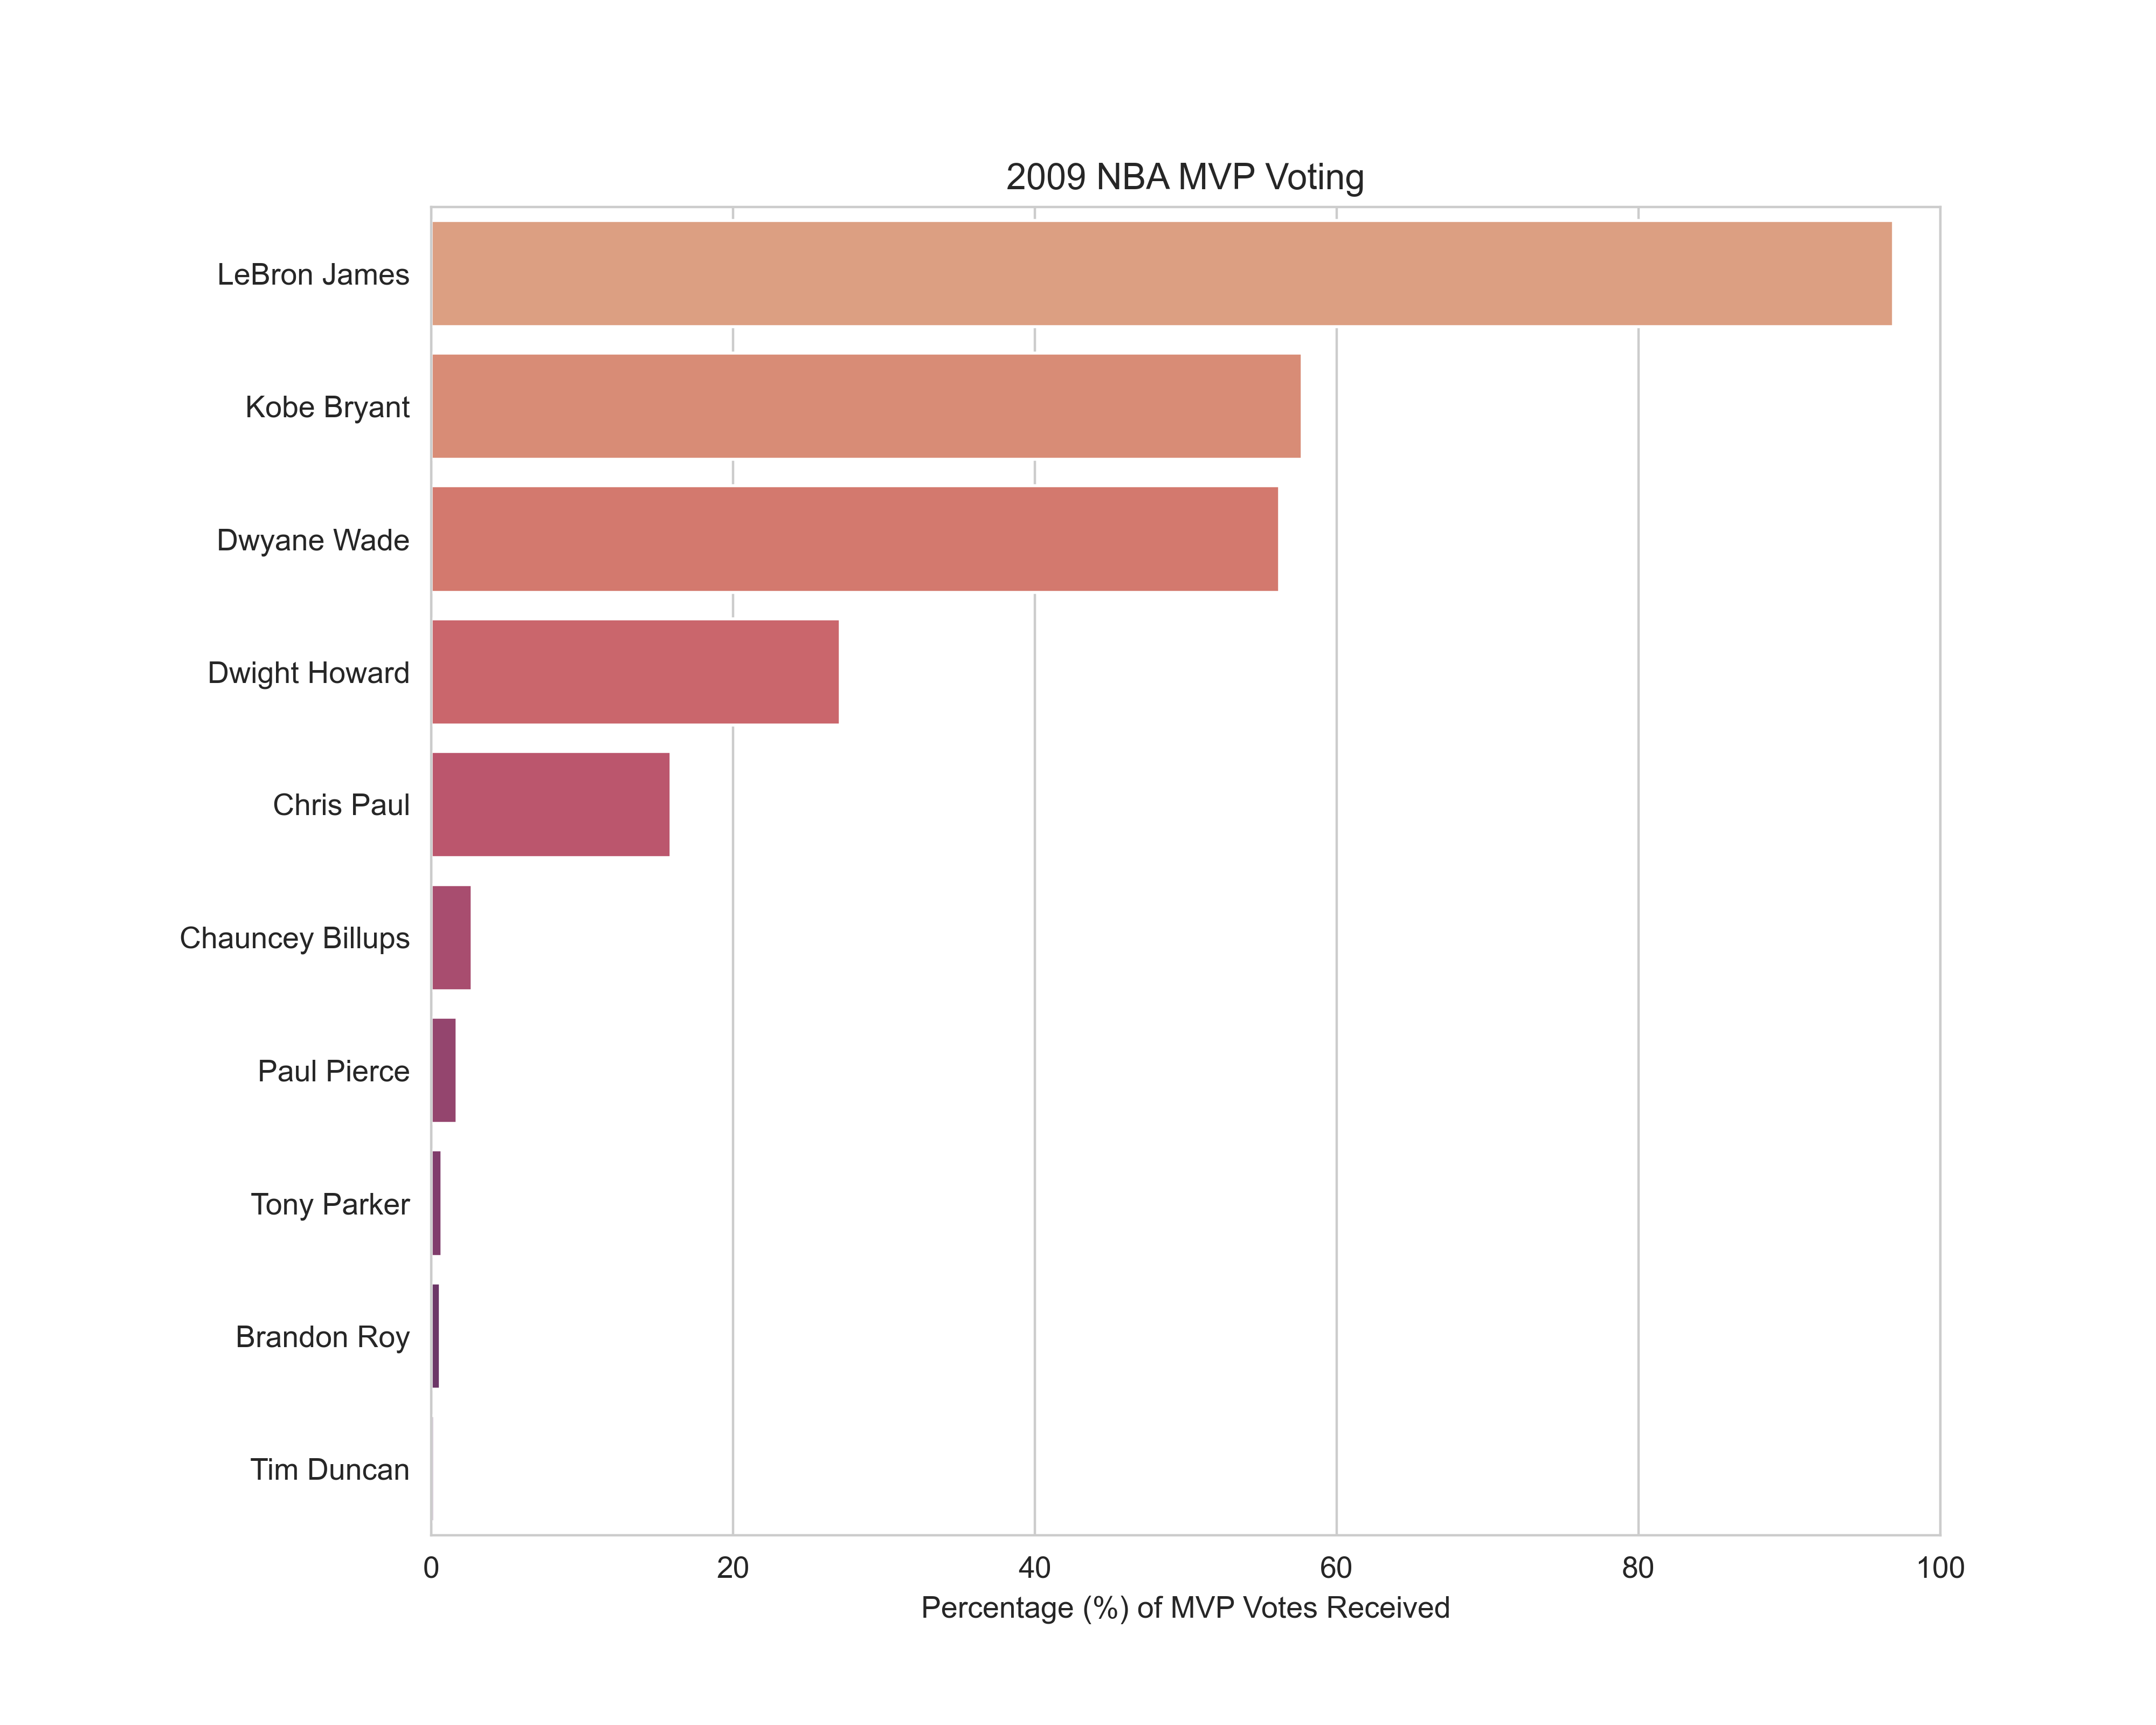 2009 NBA MVP Voting
LeBron James
Kobe Bryant
Dwyane Wade
Dwight Howard
Chris Paul
Chauncey Billups
Paul Pierce
Tony Parker
Brandon Roy
Tim Duncan
0 20 40 60 80 100
Percentage (%) of MVP Votes Received